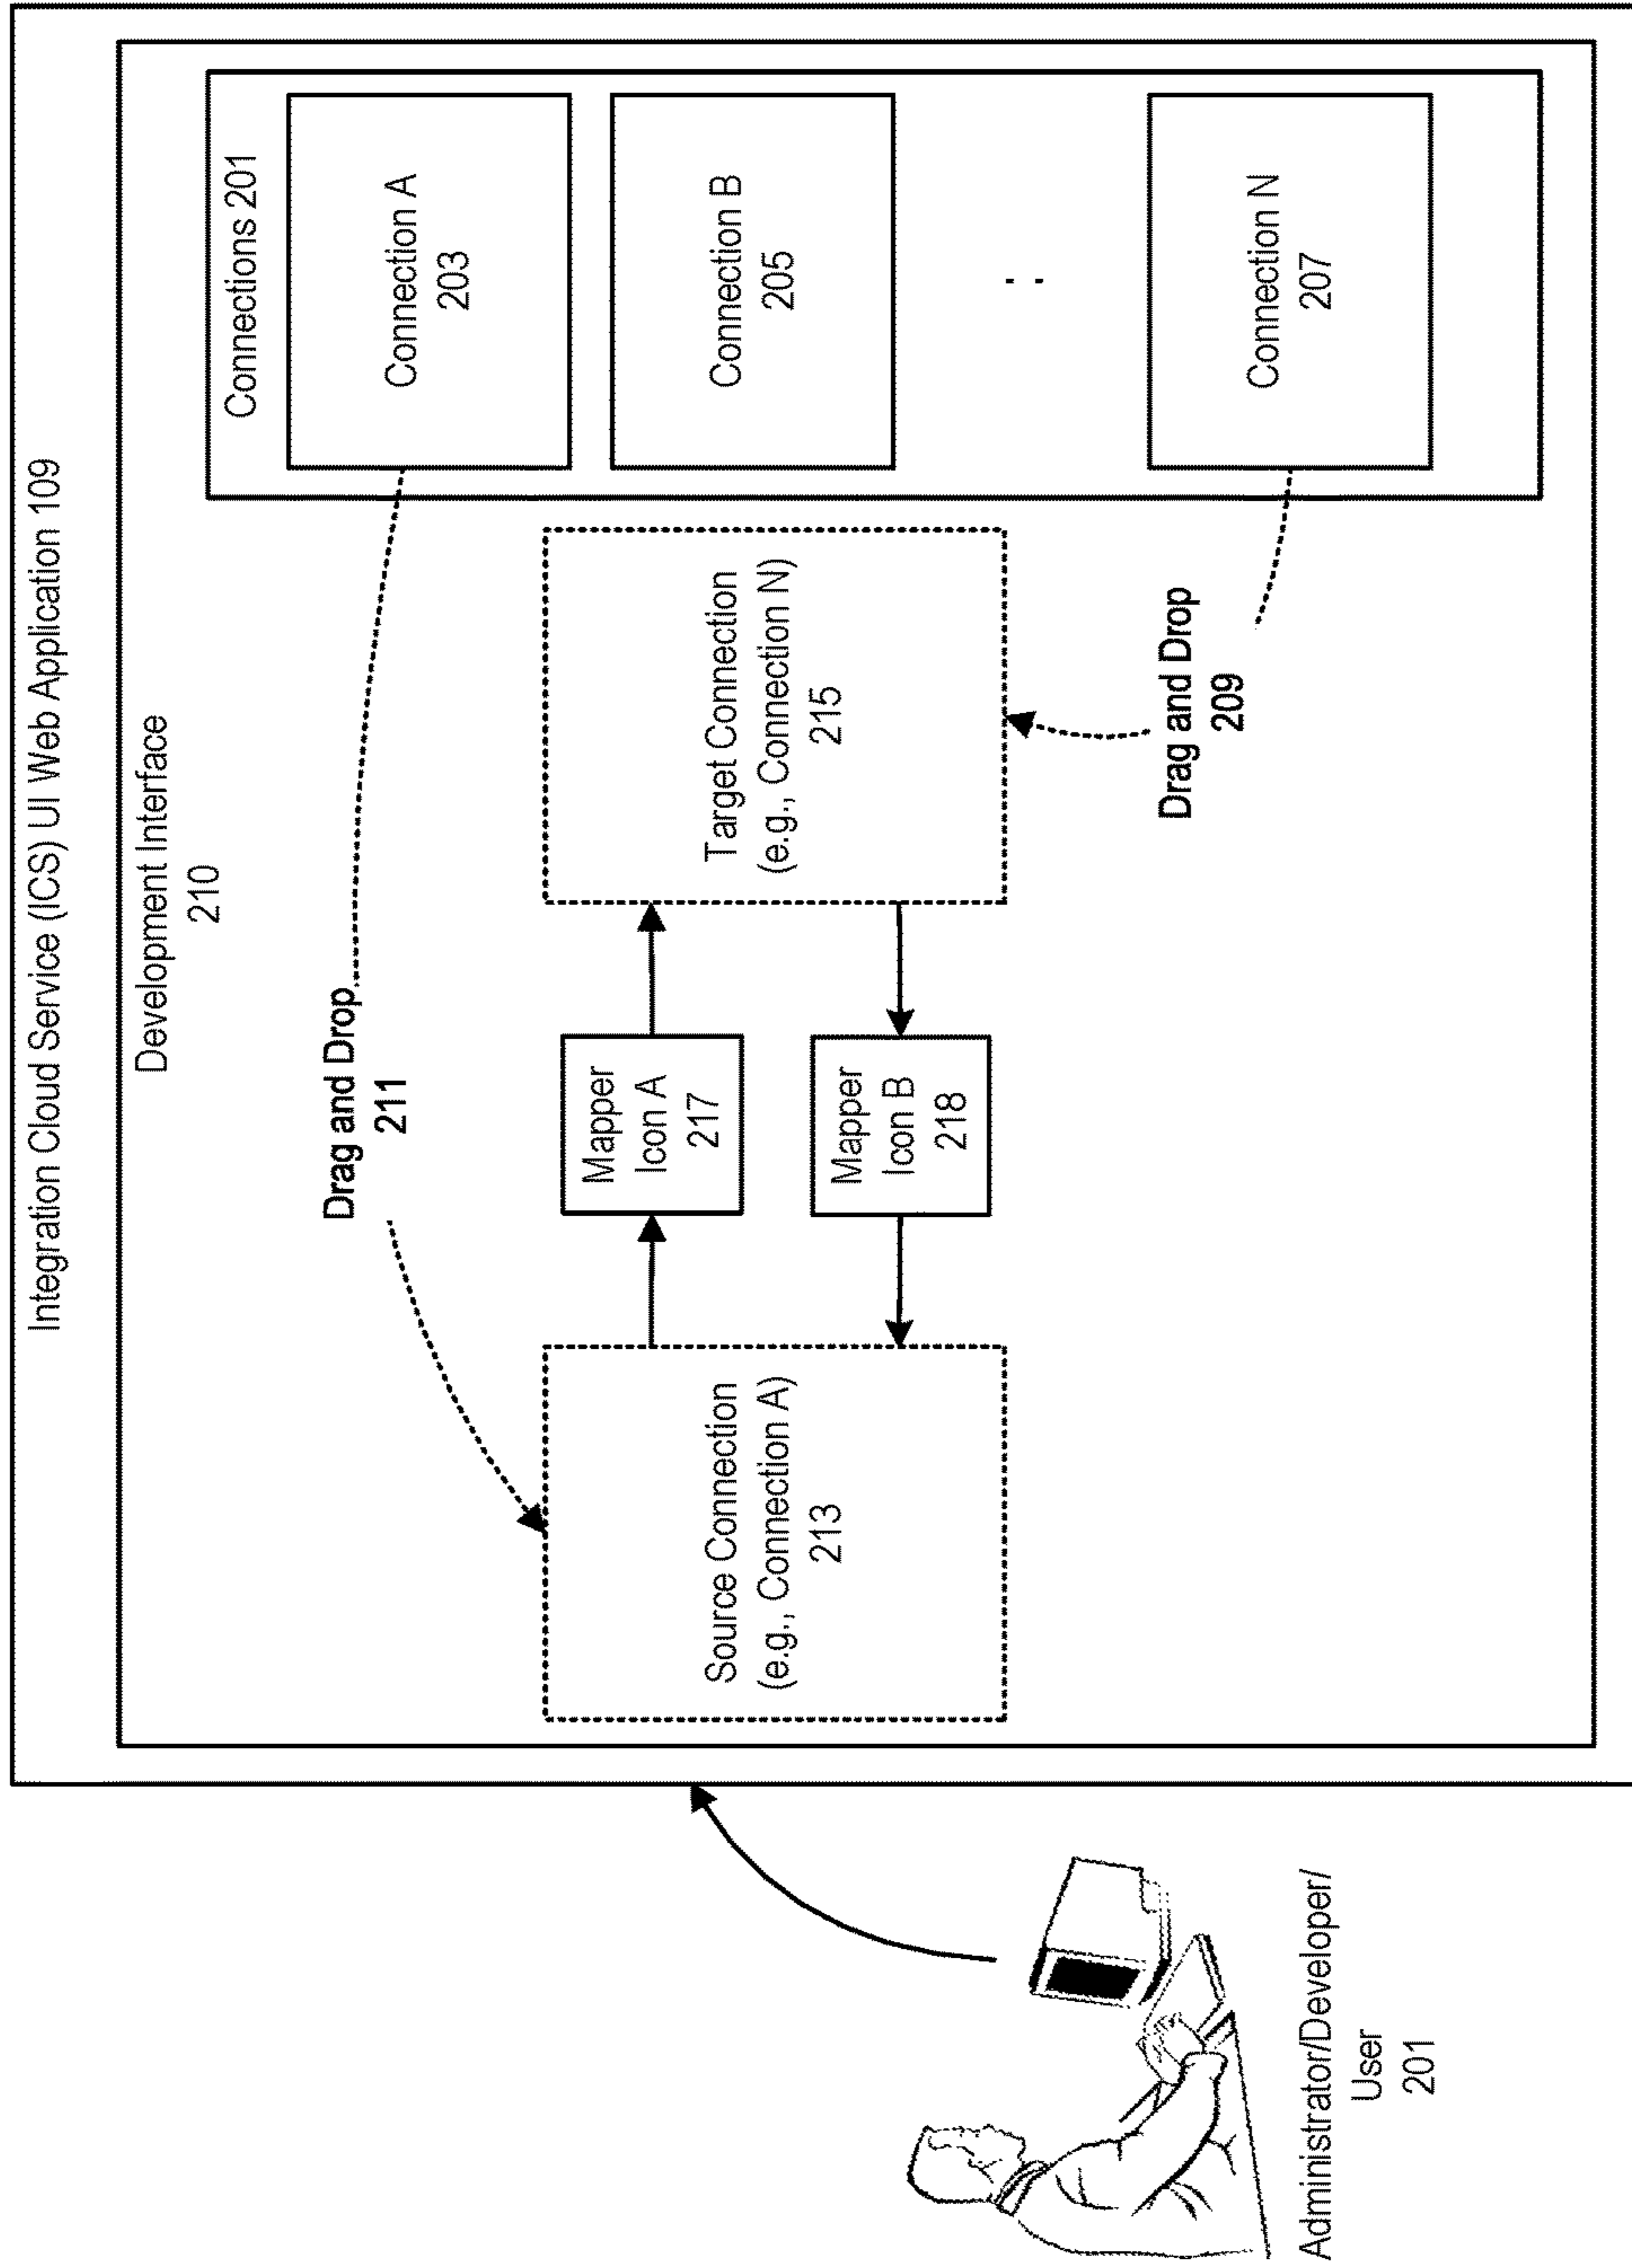 Integration Cloud Service (ICS) UI Web Application 109
Development Interface
210
Connections 201
Connection A
203
Connection B
205
. .
Connection N
207
Drag and Drop
211
Source Connection
(e.g., Connection A)
213
Mapper
Icon A
217
Mapper
Icon B
218
Target Connection
(e.g., Connection N)
215
Drag and Drop
209
Administrator/Developer/
User
201